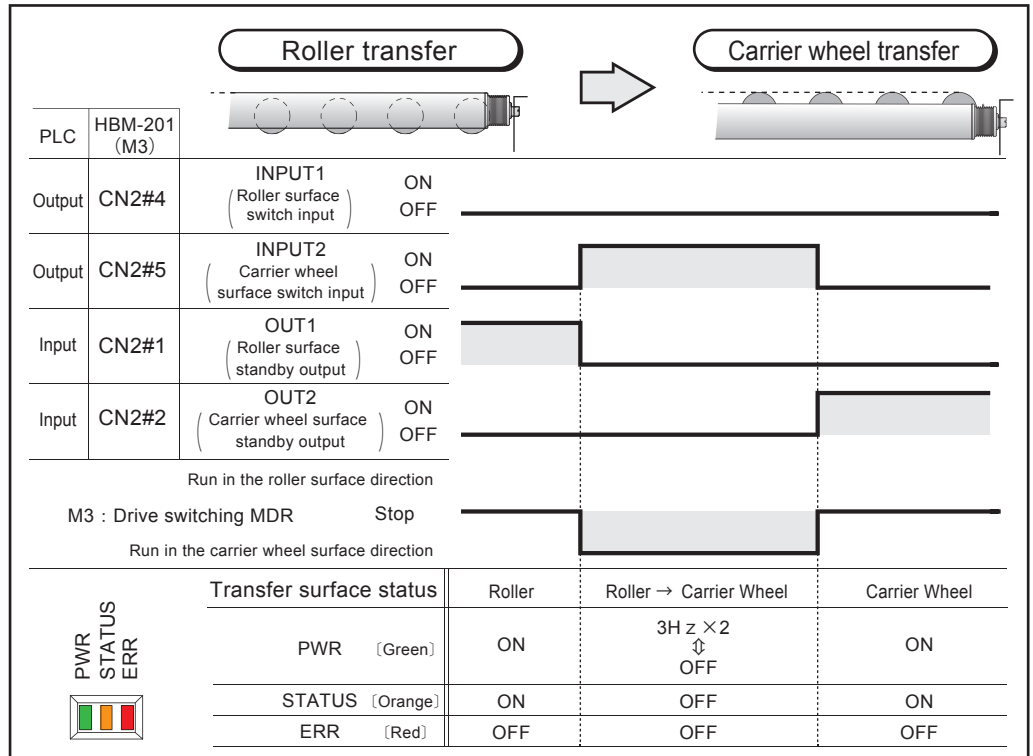 Roller transfer
Carrier wheel transfer
PLC
HBM-201
(M3)
Output
CN2#4
INPUT1
(Roller surface
switch input)
ON
OFF
Output
CN2#5
INPUT2
(Carrier wheel
surface switch input)
ON
OFF
Input
CN2#1
OUT1
(Roller surface
standby output)
ON
OFF
Input
CN2#2
OUT2
(Carrier wheel surface
standby output)
ON
OFF
Run in the roller surface direction
M3 : Drive switching MDR Stop
Run in the carrier wheel surface direction
PWR
STATUS
ERR
Transfer surface status Roller Roller → Carrier Wheel Carrier Wheel
PWR 〔Green〕 ON 3H z ×2 ⇕ OFF ON
STATUS 〔Orange〕 ON OFF ON
ERR 〔Red〕 OFF OFF OFF